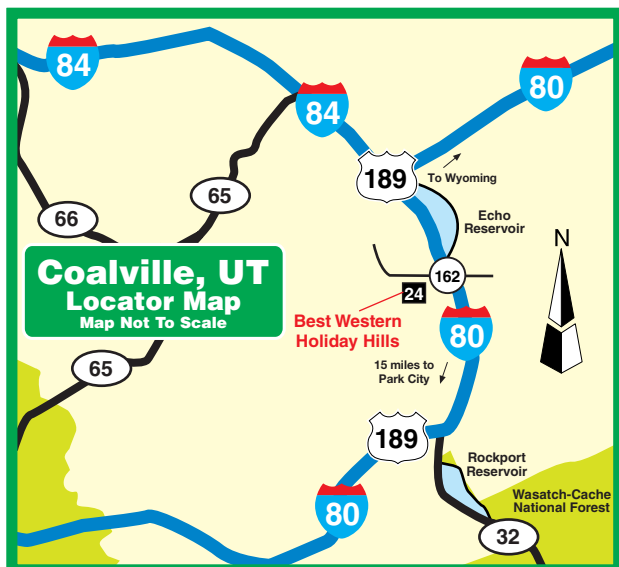 84
80
84
189
To Wyoming
65
66
Echo
Reservoir
N
Coalville, UT
Locator Map
Map Not To Scale
162
24
Best Western
Holiday Hills
80
15 miles to
Park City
65
189
Rockport
Reservoir
Wasatch-Cache
National Forest
80
32